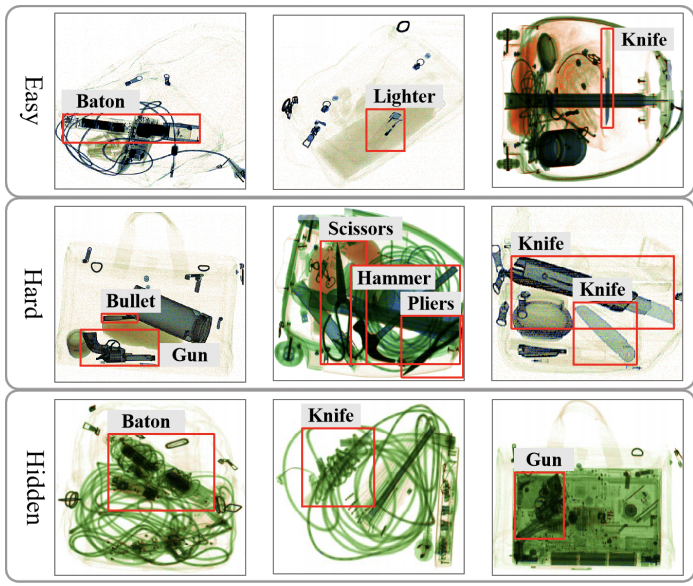 Easy
Baton
Lighter
Knife
Hard
Bullet
Gun
Scissors
Hammer
Pliers
Knife
Knife
Hidden
Baton
Knife
Gun